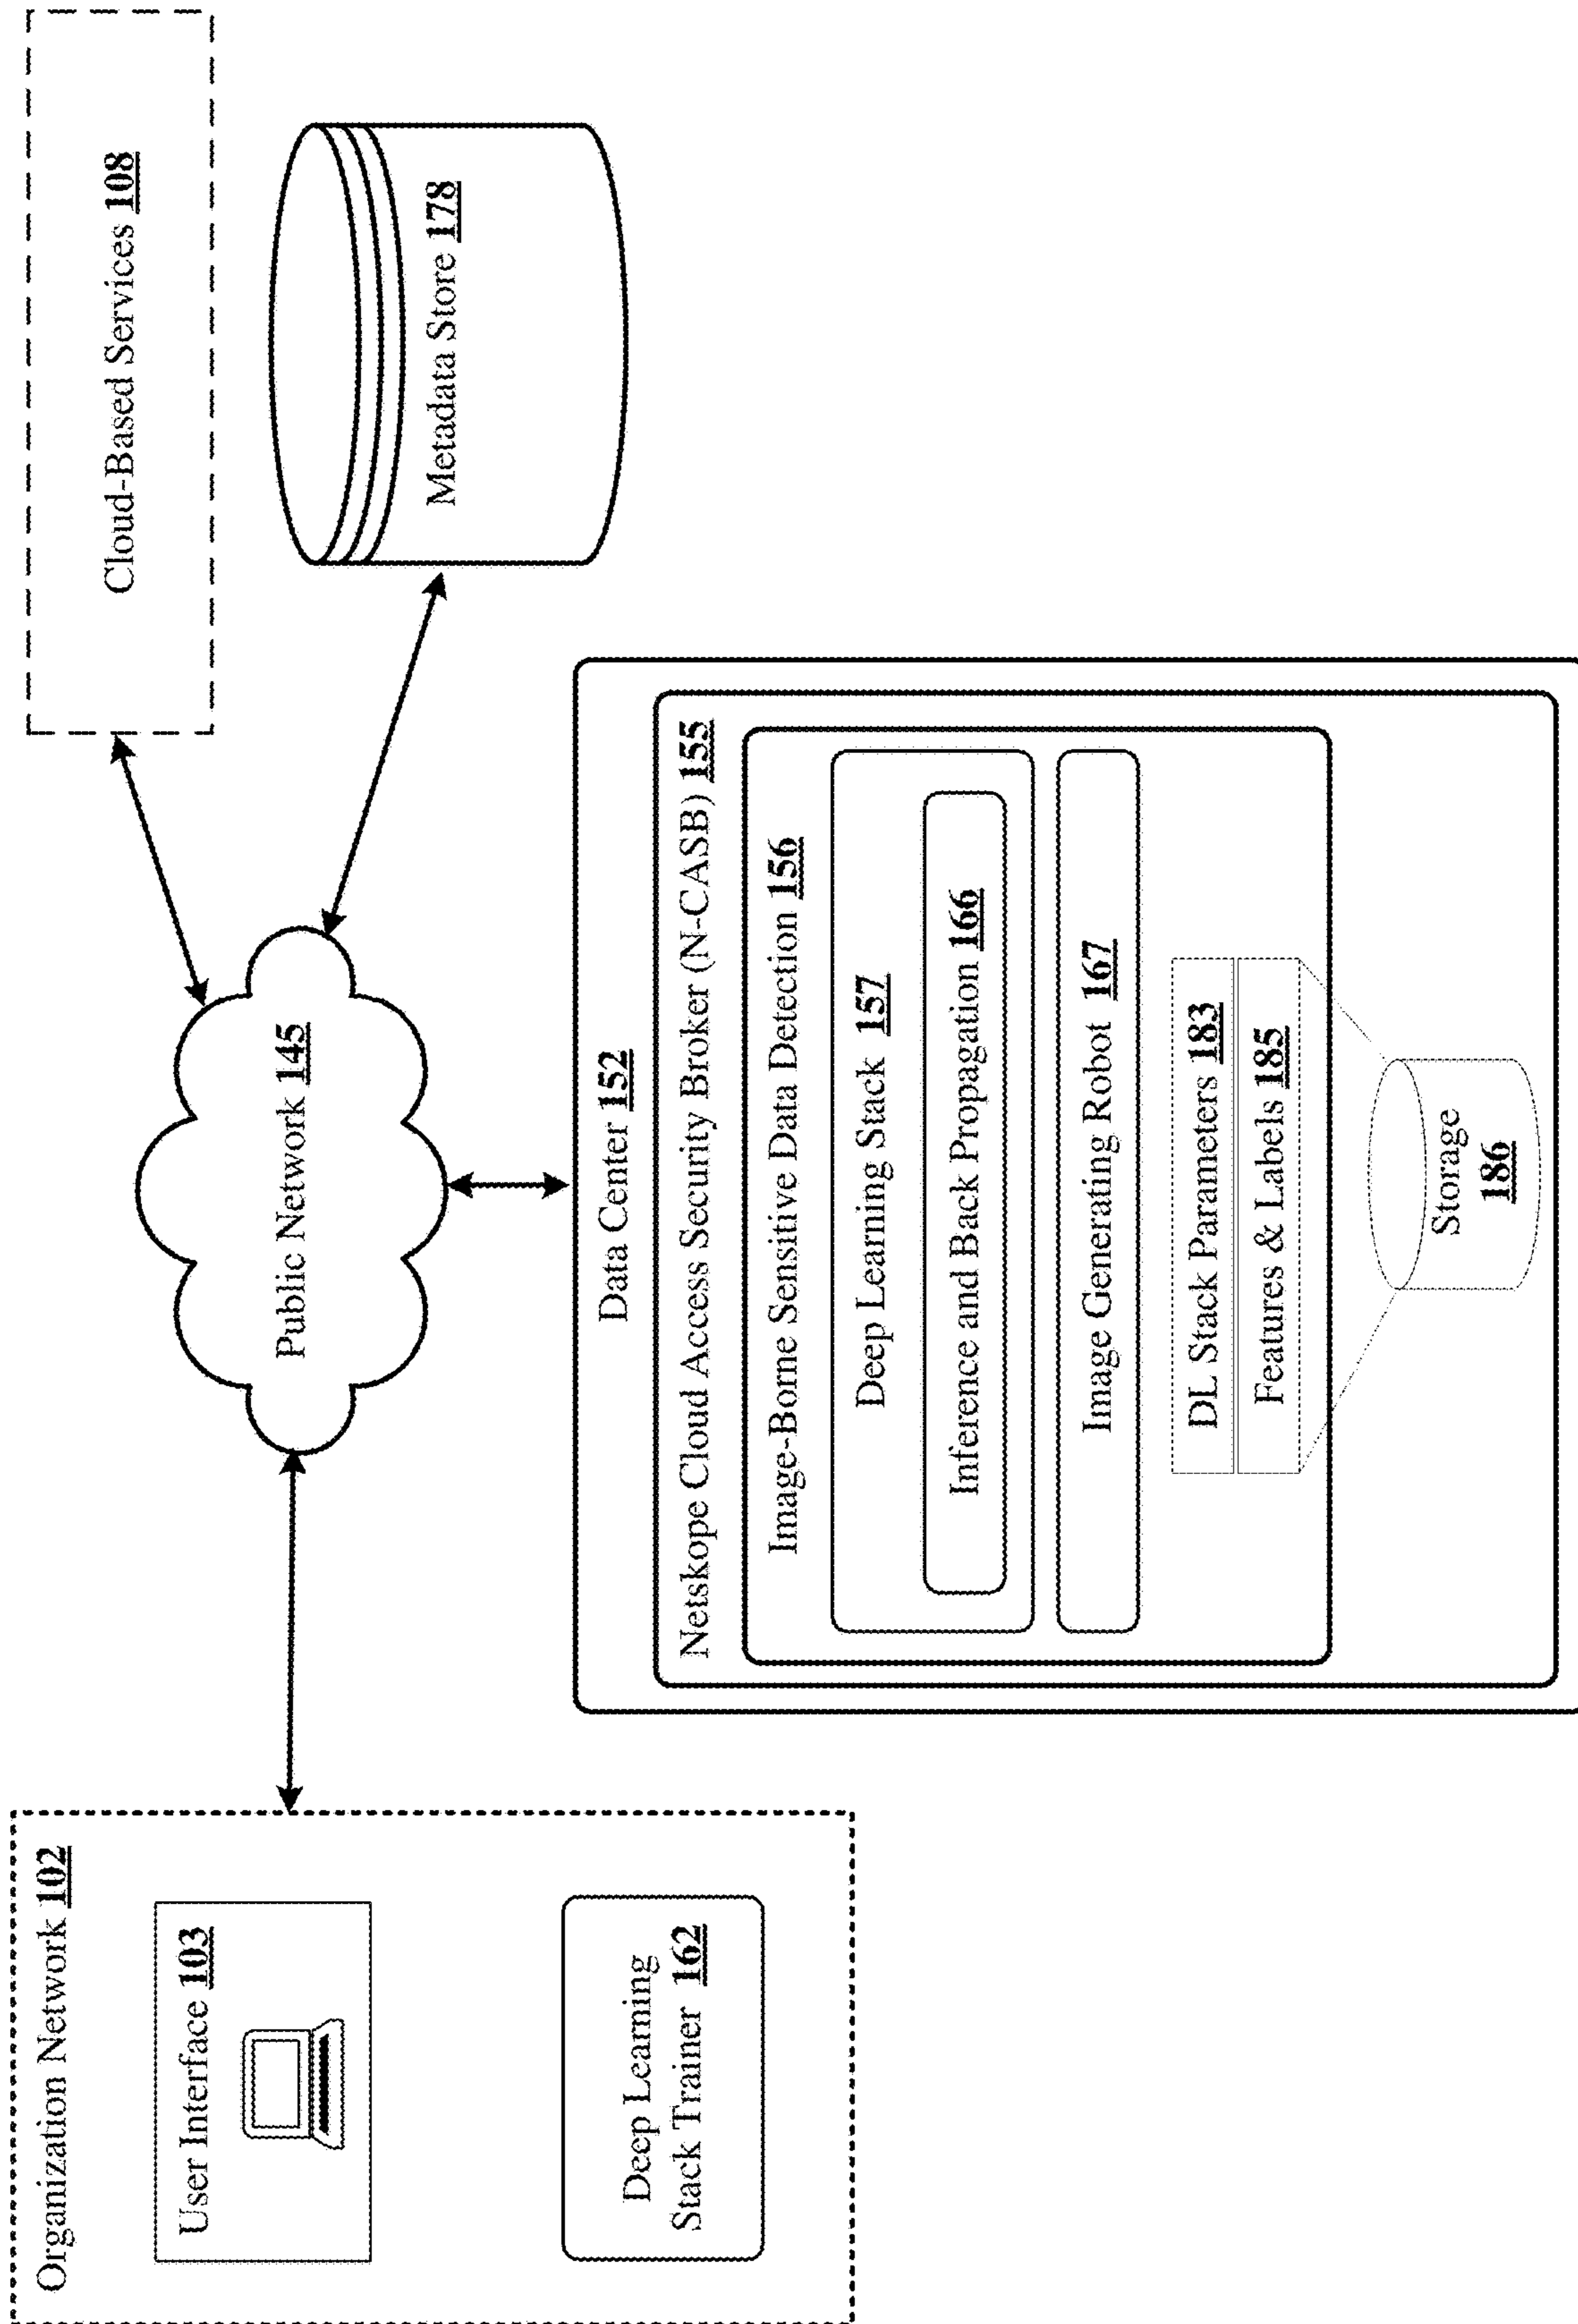 Organization Network 102
User Interface 103
Deep Learning
Stack Trainer 162
Public Network 145
Cloud-Based Services 108
Metadata Store 178
Data Center 152
Netskope Cloud Access Security Broker (N-CASB) 155
Image-Borne Sensitive Data Detection 156
Deep Learning Stack 157
Inference and Back Propagation 166
Image Generating Robot 167
DL Stack Parameters 183
Features & Labels 185
Storage
186